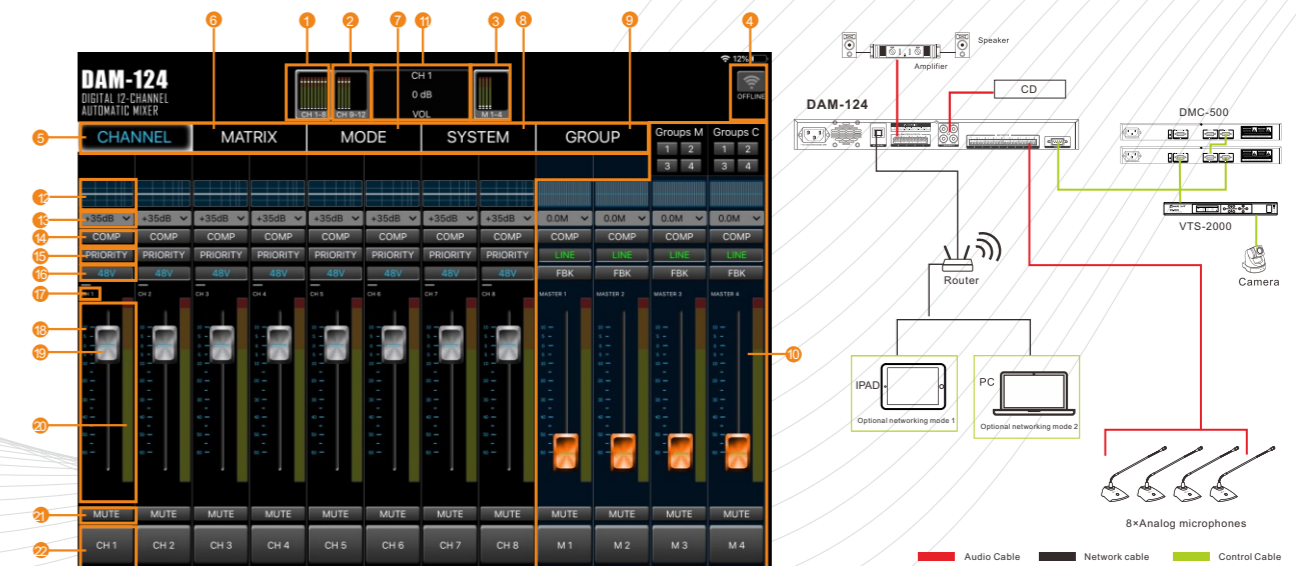 6 1 2 7 11 3 8 9 4
12%
DAM-124
DIGITAL 12-CHANNEL
AUTOMATIC MIXER
CH 1
0 dB
VOL
CH 1-8
CH 9-12
M 1-4
OFFLINE
5
CHANNEL MATRIX MODE SYSTEM GROUP
Groups M Groups C
1 2 1 2
3 4 3 4
12
13
+35dB +35dB +35dB +35dB +35dB +35dB +35dB +35dB 0.0M 0.0M 0.0M 0.0M
14
COMP COMP COMP COMP COMP COMP COMP COMP COMP COMP COMP COMP
15
PRIORITY PRIORITY PRIORITY PRIORITY PRIORITY PRIORITY PRIORITY PRIORITY LINE LINE LINE LINE
16
48V 48V 48V 48V 48V 48V 48V 48V FBK FBK FBK FBK
17
CH 1 CH 2 CH 3 CH 4 CH 5 CH 6 CH 7 CH 8 MASTER 1 MASTER 2 MASTER 3 MASTER 4
18
19
10
20
21
MUTE MUTE MUTE MUTE MUTE MUTE MUTE MUTE MUTE MUTE MUTE MUTE
22
CH 1 CH 2 CH 3 CH 4 CH 5 CH 6 CH 7 CH 8 M 1 M 2 M 3 M 4
Speaker
Amplifier
CD
DAM-124
DMC-500
VTS-2000
Camera
Router
IPAD
Optional networking mode 1
PC
Optional networking mode 2
8×Analog microphones
Audio Cable Network cable Control Cable